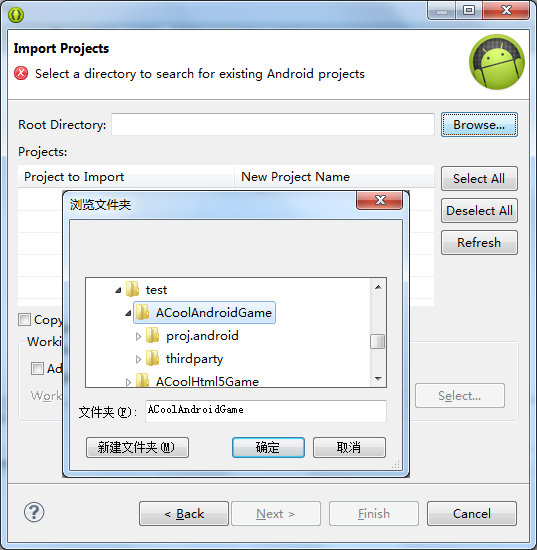 Import Projects
Select a directory to search for existing Android projects
Root Directory:
Browse...
Projects:
Project to Import
New Project Name
Select All
Deselect All
Refresh
浏览文件夹
test
ACoolAndroidGame
proj.android
thirdparty
ACoolHtml5Game
文件夹(F):
ACoolAndroidGame
新建文件夹(M)
确定
取消
Copy
Worki
Ad
Work
Select...
?
< Back
Next >
Finish
Cancel